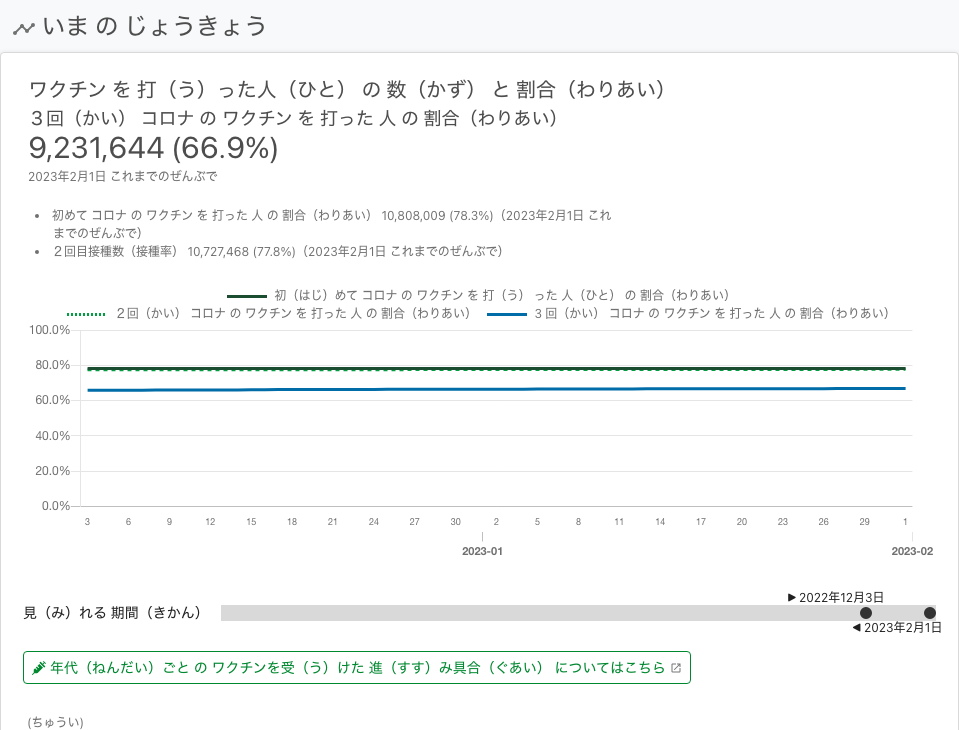 いま の じょうきょう
ワクチン を 打（う）った人（ひと） の 数（かず） と 割合（わりあい）
３回（かい） コロナ の ワクチン を 打った 人 の 割合（わりあい）
9,231,644 (66.9%)
2023年2月1日 これまでのぜんぶで
• 初めて コロナ の ワクチン を 打った 人 の 割合（わりあい） 10,808,009 (78.3%)（2023年2月1日 これ
までのぜんぶで）
• ２回目接種数（接種率） 10,727,468 (77.8%)（2023年2月1日 これまでのぜんぶで）
初（はじ）めて コロナ の ワクチン を 打（う） った 人（ひと） の 割合（わりあい）
２回（かい） コロナ の ワクチン を 打った 人 の 割合（わりあい） ３回（かい） コロナ の ワクチン を 打った 人 の 割合（わりあい）
100.0%
80.0%
60.0%
40.0%
20.0%
0.0%
3 6 9 12 15 18 21 24 27 30 2 5 8 11 14 17 20 23 26 29 1
2023-01 2023-02
▶ 2022年12月3日
見（み）れる 期間（きかん）
◀ 2023年2月1日
年代（ねんだい）ごと の ワクチンを受（う）けた 進（すす）み具合（ぐあい） についてはこちら
(ちゅうい)